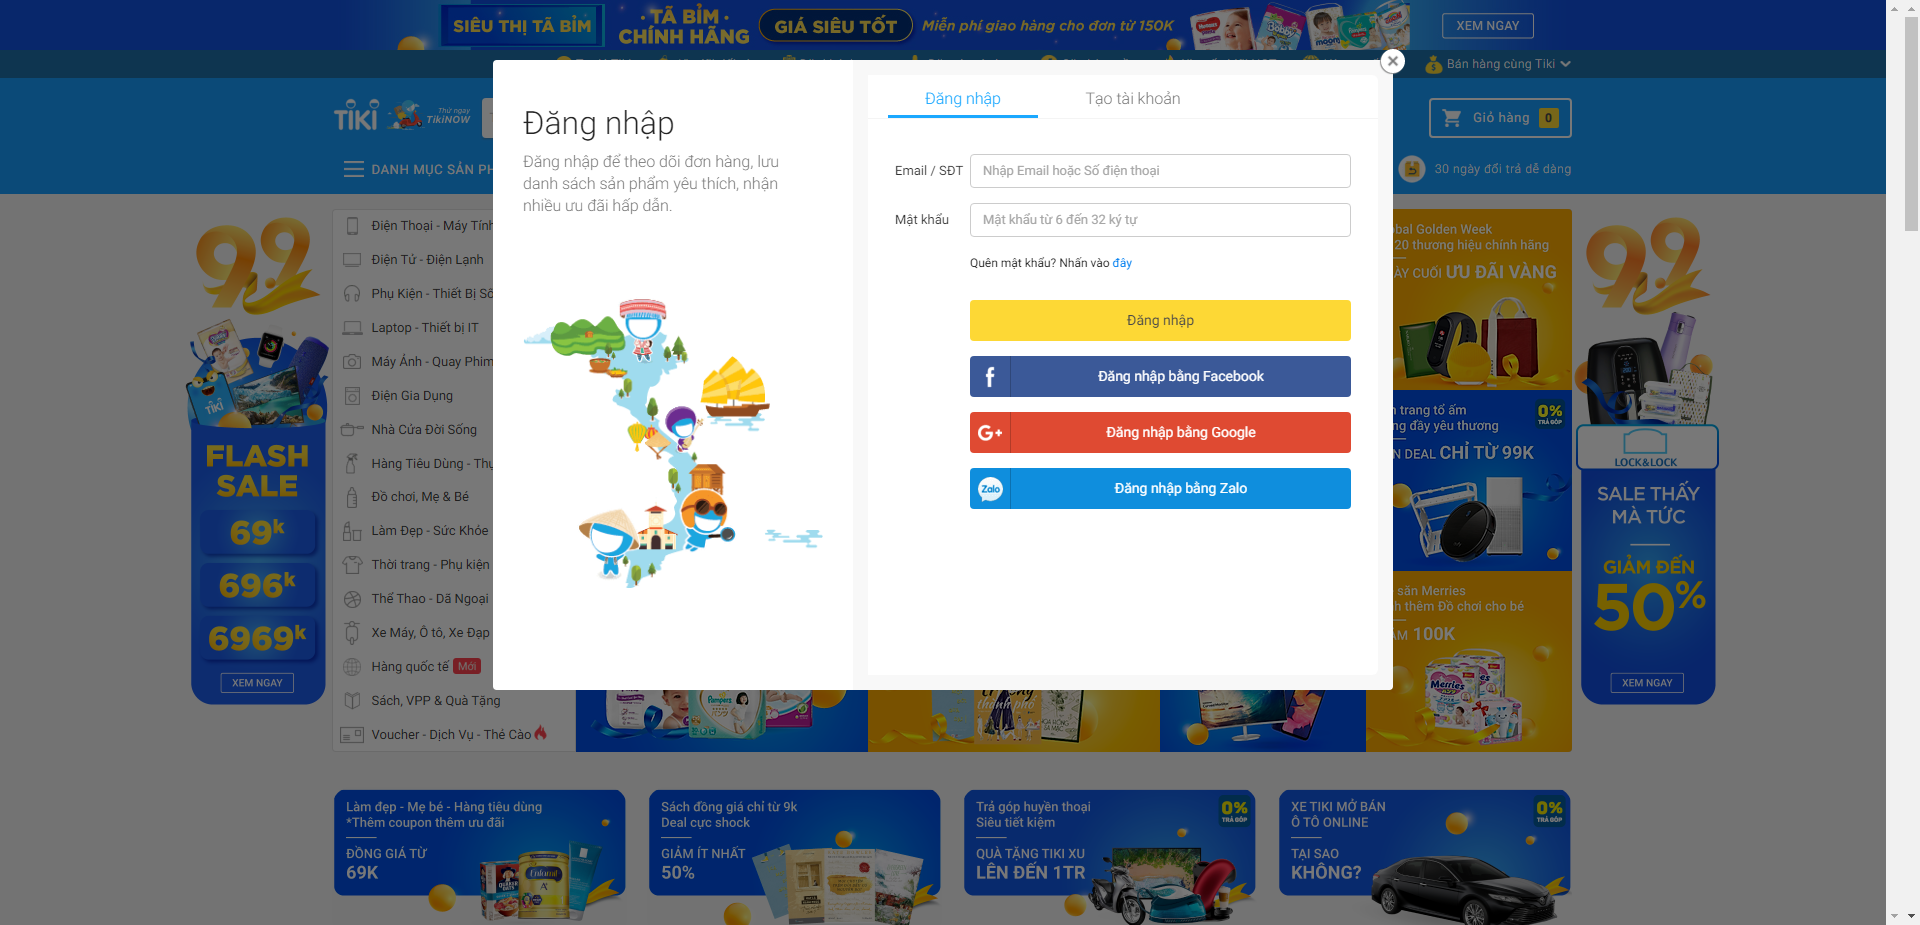 SIÊU THỊ TÃ BỈM
TÃ BỈM
CHÍNH HÃNG
GIÁ SIÊU TỐT
Miễn phí giao hàng cho đơn từ 150K
XEM NGAY
Bán hàng cùng Tiki
TIKI
Thử ngay
TikiNOW
Giỏ hàng 0
DANH MỤC SẢN PH
30 ngày đổi trả dễ dàng
Đăng nhập
Đăng nhập để theo dõi đơn hàng, lưu
danh sách sản phẩm yêu thích, nhận
nhiều ưu đãi hấp dẫn.
Đăng nhập
Tạo tài khoản
Email / SĐT
Nhập Email hoặc Số điện thoại
Mật khẩu
Mật khẩu từ 6 đến 32 ký tự
Quên mật khẩu? Nhấn vào đây
Đăng nhập
Đăng nhập bằng Facebook
G+
Đăng nhập bằng Google
Zalo
Đăng nhập bằng Zalo
Điện Thoại - Máy Tính
Điện Tử - Điện Lạnh
Phụ Kiện - Thiết Bị Số
Laptop - Thiết bị IT
Máy Ảnh - Quay Phim
Điện Gia Dụng
Nhà Cửa Đời Sống
Hàng Tiêu Dùng - Thự
Đồ chơi, Mẹ & Bé
Làm Đẹp - Sức Khỏe
Thời trang - Phụ kiện
Thể Thao - Dã Ngoại
Xe Máy, Ô tô, Xe Đạp
Hàng quốc tế Mới
Sách, VPP & Quà Tặng
Voucher - Dịch Vụ - Thẻ Cào
9.9
TIKI
FLASH
SALE
69k
696k
6969k
XEM NGAY
bal Golden Week
20 thương hiệu chính hãng
ÀY CUỐI ƯU ĐÃI VÀNG
trang tổ ấm
ng đầy yêu thương
N DEAL CHỈ TỪ 99K
0%
TRẢ GÓP
săn Merries
h thêm Đồ chơi cho bé
ẢM 100K
Merries
Pampers
thành phố
9.9
LOCK&LOCK
SALE THẤY
MÀ TỨC
GIẢM ĐẾN
50%
XEM NGAY
Làm đẹp - Mẹ bé - Hàng tiêu dùng
*Thêm coupon thêm ưu đãi
ĐỒNG GIÁ TỪ
69K
Sách đồng giá chỉ từ 9k
Deal cực shock
GIẢM ÍT NHẤT
50%
Trả góp huyền thoại
Siêu tiết kiệm
QUÀ TẶNG TIKI XU
LÊN ĐẾN 1TR
0%
TRẢ GÓP
XE TIKI MỞ BÁN
Ô TÔ ONLINE
TẠI SAO
KHÔNG?
0%
TRẢ GÓP